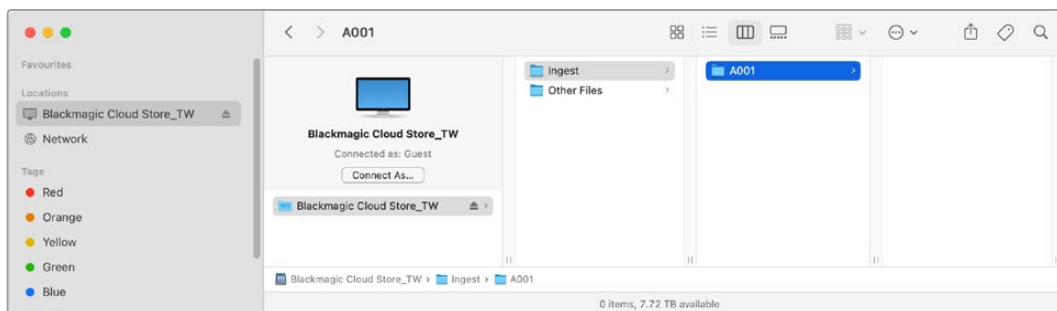 A001
Favourites
Locations
Blackmagic Cloud Store_TW
Network
Tags
Red
Orange
Yellow
Green
Blue
Blackmagic Cloud Store_TW
Connected as: Guest
Connect As...
Blackmagic Cloud Store_TW
Ingest
Other Files
A001
Blackmagic Cloud Store_TW › Ingest › A001
0 items, 7.72 TB available